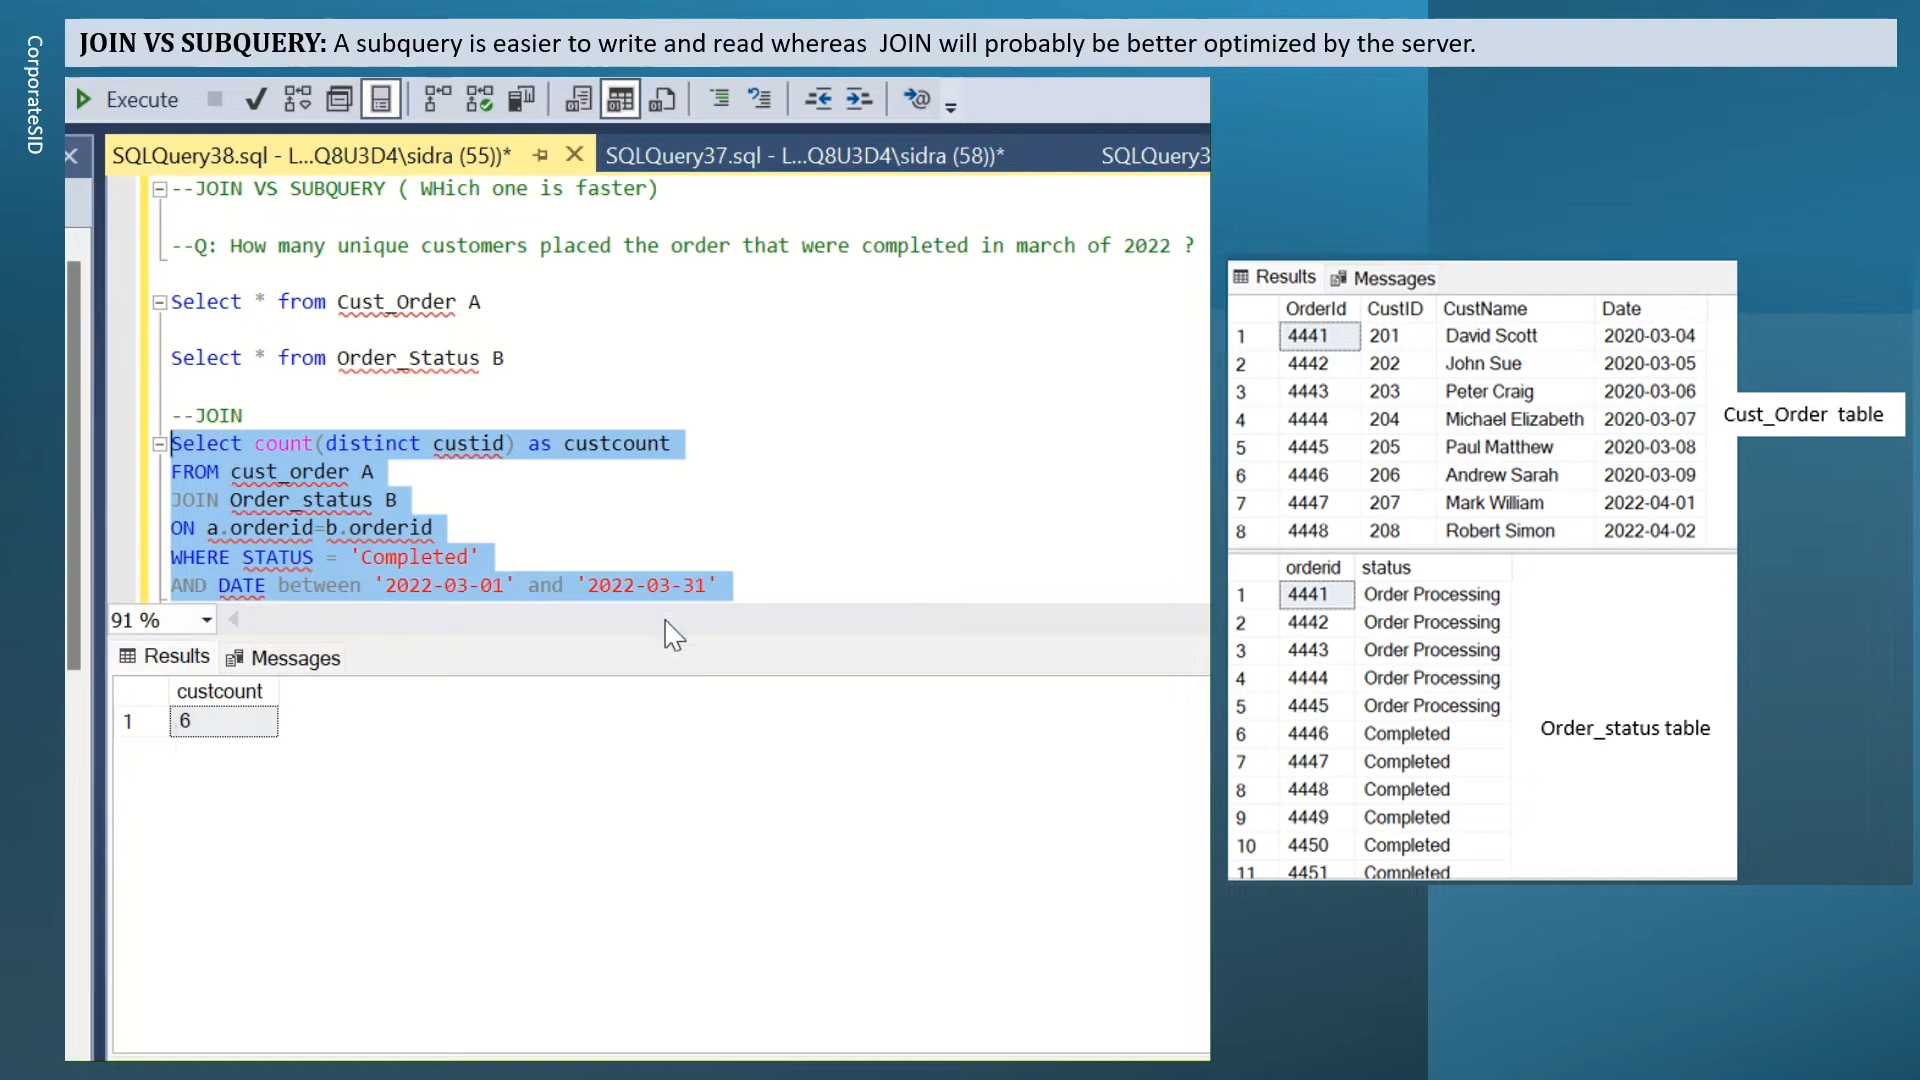 CorporateSID
JOIN VS SUBQUERY: A subquery is easier to write and read whereas JOIN will probably be better optimized by the server.
Execute
SQLQuery38.sql - L...Q8U3D4\sidra (55))*
SQLQuery37.sql - L...Q8U3D4\sidra (58))*
SQLQuery3
--JOIN VS SUBQUERY ( WHich one is faster)
--Q: How many unique customers placed the order that were completed in march of 2022 ?
Select * from Cust_Order A
Select * from Order_Status B
--JOIN
Select count(distinct custid) as custcount
FROM cust_order A
JOIN Order_status B
ON a.orderid=b.orderid
WHERE STATUS = 'Completed'
AND DATE between '2022-03-01' and '2022-03-31'
91 %
Results Messages
custcount
1 6
Results Messages
OrderId CustID CustName Date
1 4441 201 David Scott 2020-03-04
2 4442 202 John Sue 2020-03-05
3 4443 203 Peter Craig 2020-03-06
4 4444 204 Michael Elizabeth 2020-03-07
5 4445 205 Paul Matthew 2020-03-08
6 4446 206 Andrew Sarah 2020-03-09
7 4447 207 Mark William 2022-04-01
8 4448 208 Robert Simon 2022-04-02
Cust_Order table
orderid status
1 4441 Order Processing
2 4442 Order Processing
3 4443 Order Processing
4 4444 Order Processing
5 4445 Order Processing
6 4446 Completed
7 4447 Completed
8 4448 Completed
9 4449 Completed
10 4450 Completed
11 4451 Completed
Order_status table